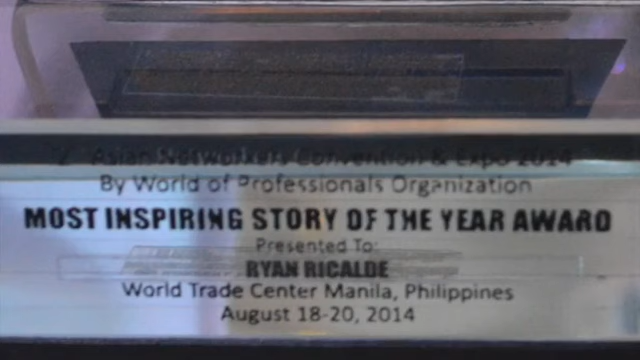 Asian Networkers Convention & Expo 2014
By World of Professionals Organization
MOST INSPIRING STORY OF THE YEAR AWARD
Presented To:
RYAN RICALDE
World Trade Center Manila, Philippines
August 18-20, 2014